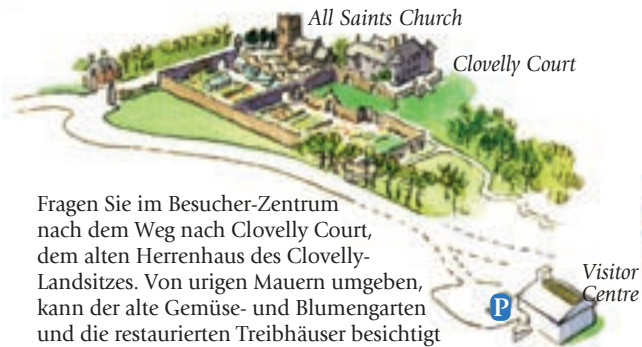 All Saints Church
Clovelly Court
Fragen Sie im Besucher-Zentrum
nach dem Weg nach Clovelly Court,
dem alten Herrenhaus des Clovelly-
Landsitzes. Von urigen Mauern umgeben,
kann der alte Gemüse- und Blumengarten
und die restaurierten Treibhäuser besichtigt
Visitor
Centre
P